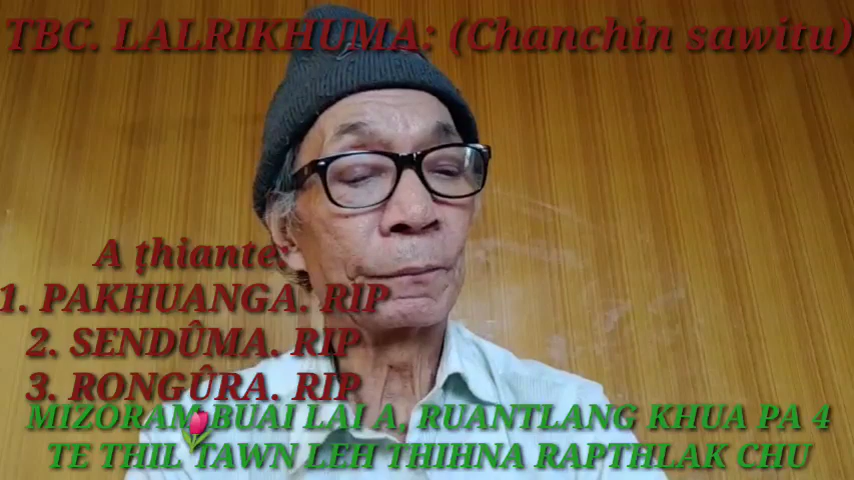 TBC. LALRIKHUMA: (Chanchin sawitu)
A ṭhiante:
1. PAKHUANGA. RIP
2. SENDÛMA. RIP
3. RONGÛRA. RIP
MIZORAM BUAI LAI A, RUANTLANG KHUA PA 4
TE THIL TAWN LEH THIHNA RAPTHLAK CHU